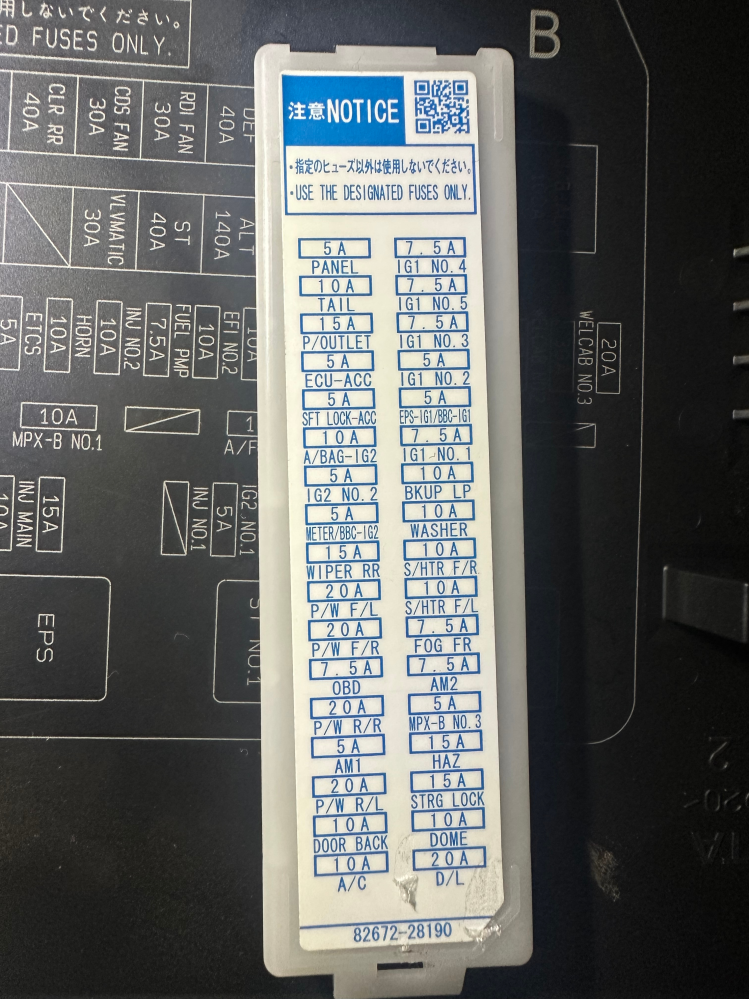 用しないでください。
ED FUSES ONLY.
B
CLR RR
40A
CDS FAN
30A
RDI FAN
30A
DEF
40A
VLVMATIC
30A
ST
40A
ALT
140A
5A
ETCS
10A
HORN
10A
INJ NO.2
7.5A
FUEL PMP
10A
EFI NO.2
10A
10A
MPX-B NO.1
A/F
10A
INJ MAIN
15A
INJ NO.1
5A
IG2 NO.1
EPS
ST NO.1
20A
WELCAB NO.3
注意 NOTICE
・指定のヒューズ以外は使用しないでください。
・USE THE DESIGNATED FUSES ONLY.
5A 7.5A
PANEL IG1 NO.4
10A 7.5A
TAIL IG1 NO.5
15A 7.5A
P/OUTLET IG1 NO.3
5A 5A
ECU-ACC IG1 NO.2
5A 5A
SFT LOCK-ACC EPS-IG1/BBC-IG1
10A 7.5A
A/BAG-IG2 IG1 NO.1
5A 10A
IG2 NO.2 BKUP LP
5A 10A
METER/BBC-IG2 WASHER
15A 10A
WIPER RR S/HTR F/R
20A 10A
P/W F/L S/HTR F/L
20A 7.5A
P/W F/R FOG FR
7.5A 7.5A
OBD AM2
20A 5A
P/W R/R MPX-B NO.3
5A 15A
AM1 HAZ
20A 15A
P/W R/L STRG LOCK
10A 10A
DOOR BACK DOME
10A 20A
A/C D/L
82672-28190